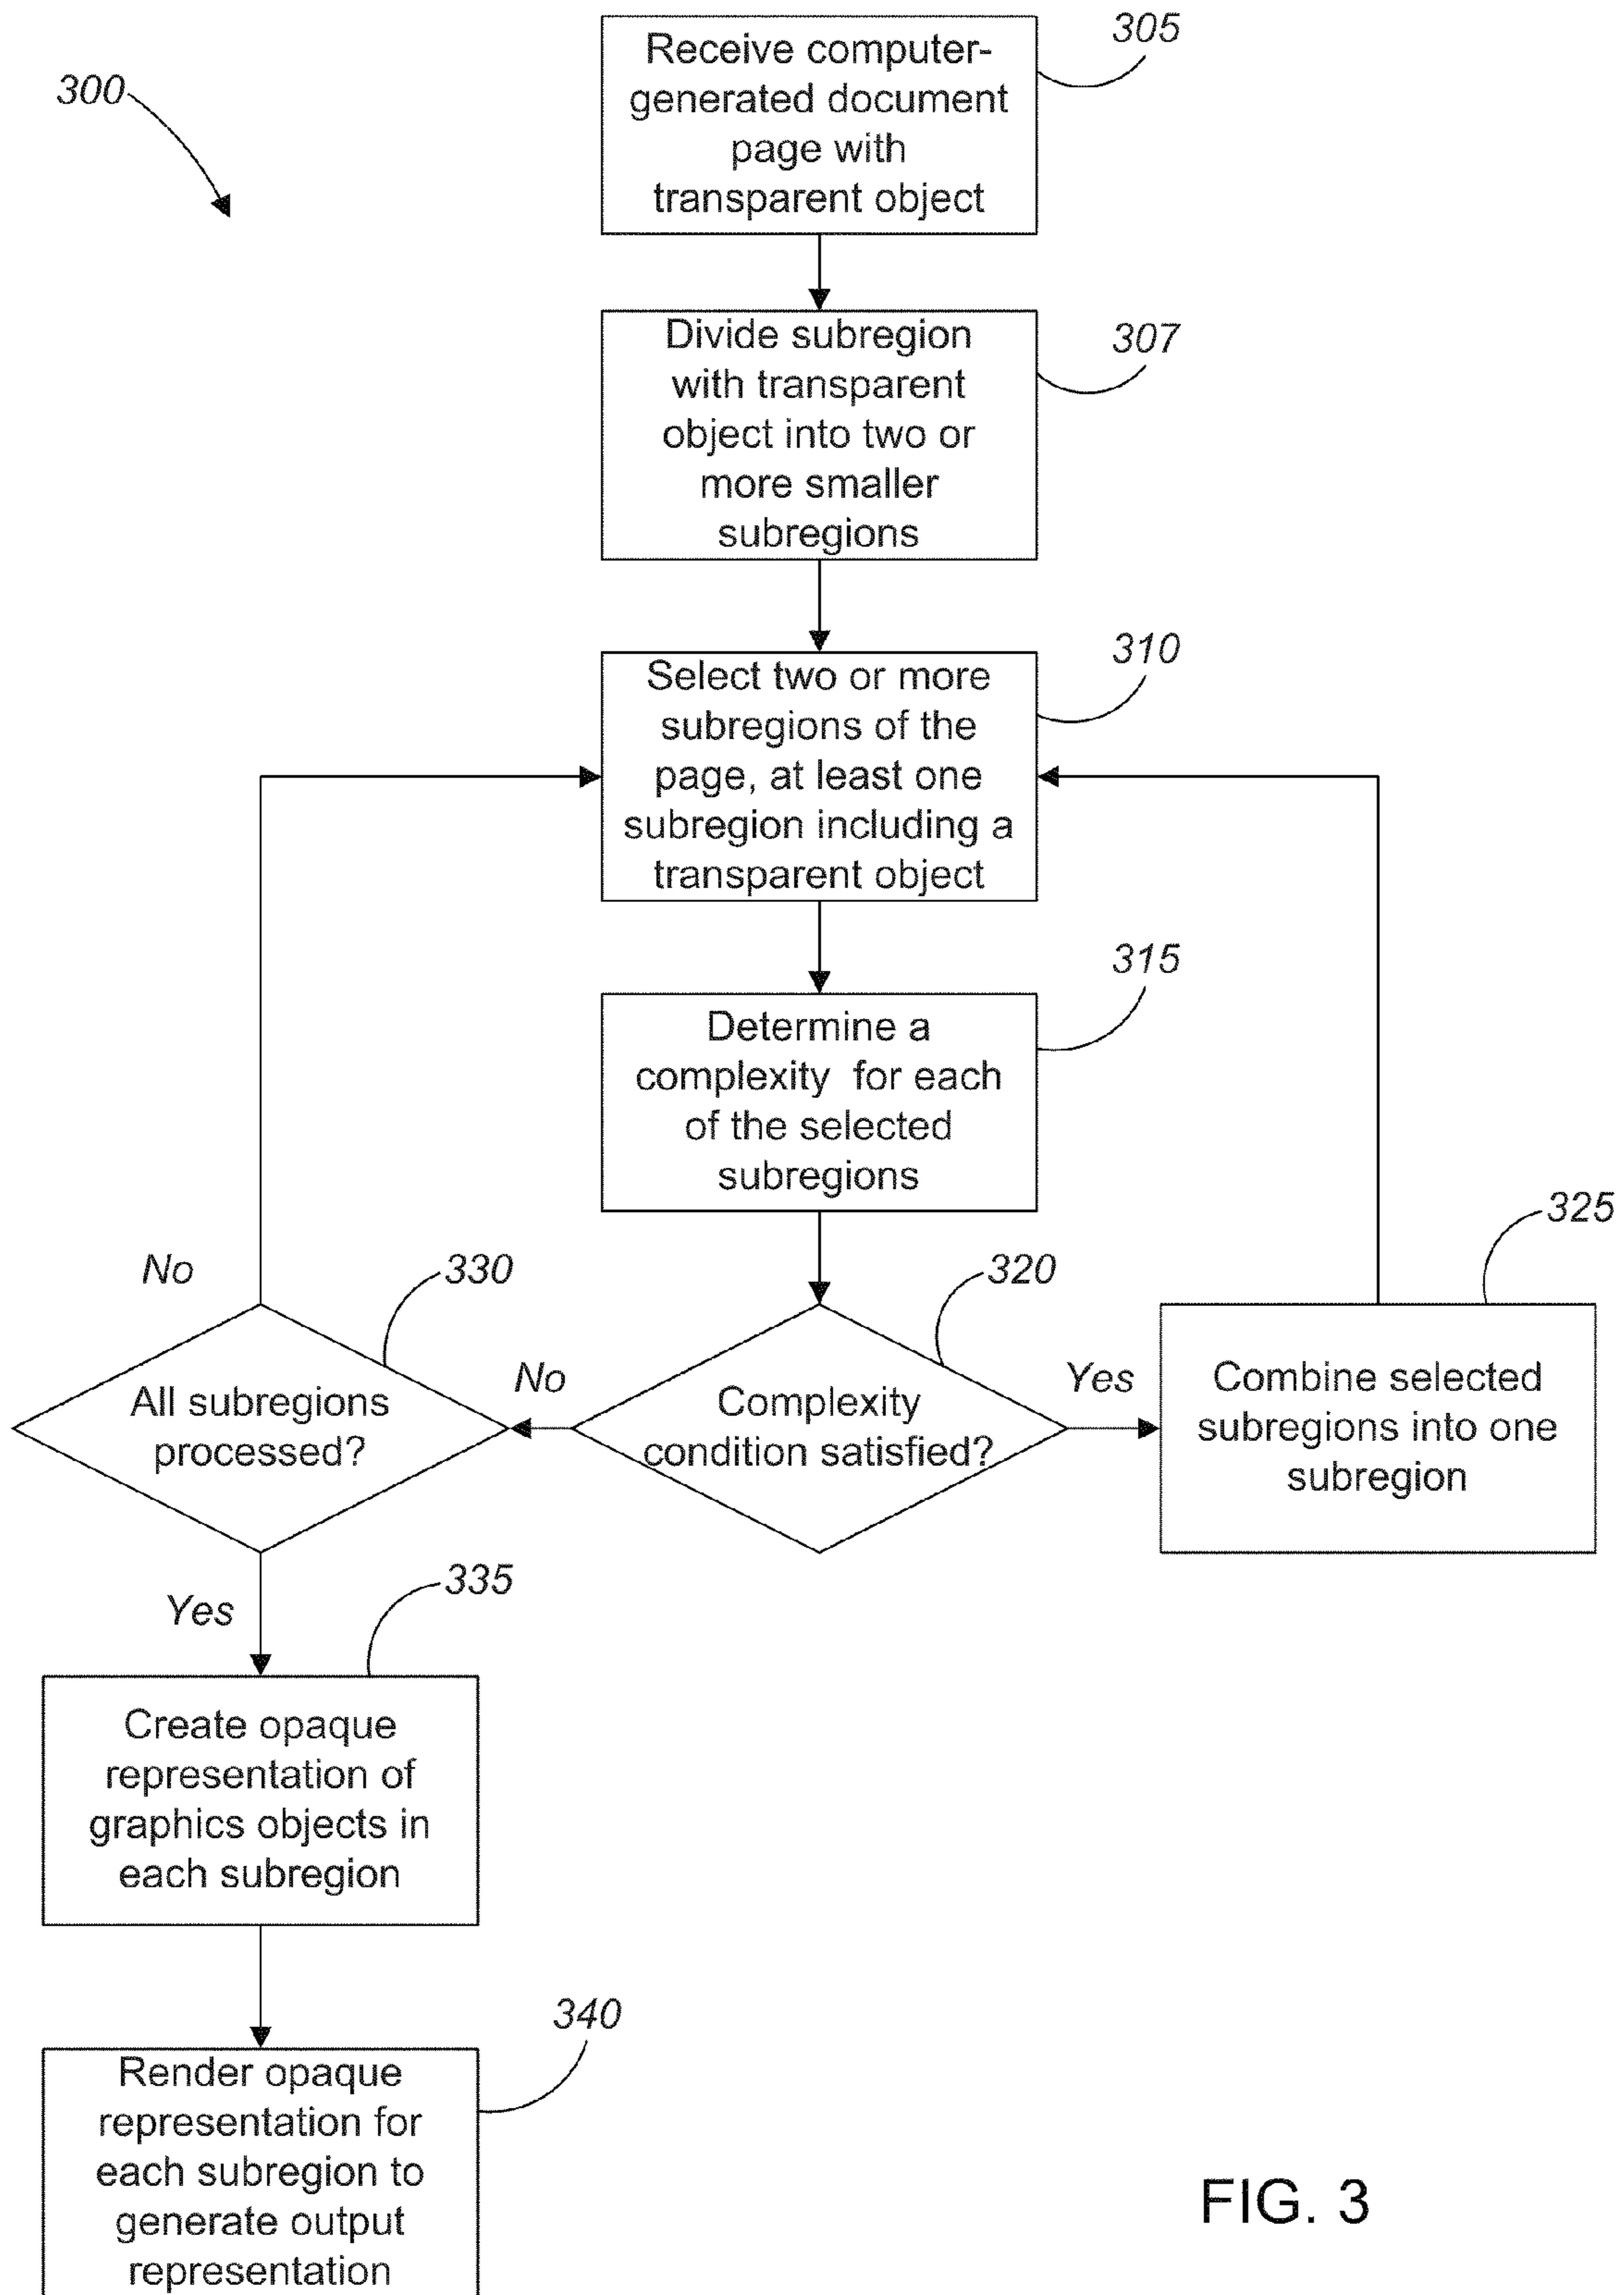 300
305
Receive computer-
generated document
page with
transparent object
307
Divide subregion
with transparent
object into two or
more smaller
subregions
310
Select two or more
subregions of the
page, at least one
subregion including a
transparent object
315
Determine a
complexity for each
of the selected
subregions
320
Complexity
condition satisfied?
Yes
325
Combine selected
subregions into one
subregion
No
330
All subregions
processed?
No
Yes
335
Create opaque
representation of
graphics objects in
each subregion
340
Render opaque
representation for
each subregion to
generate output
representation
FIG. 3